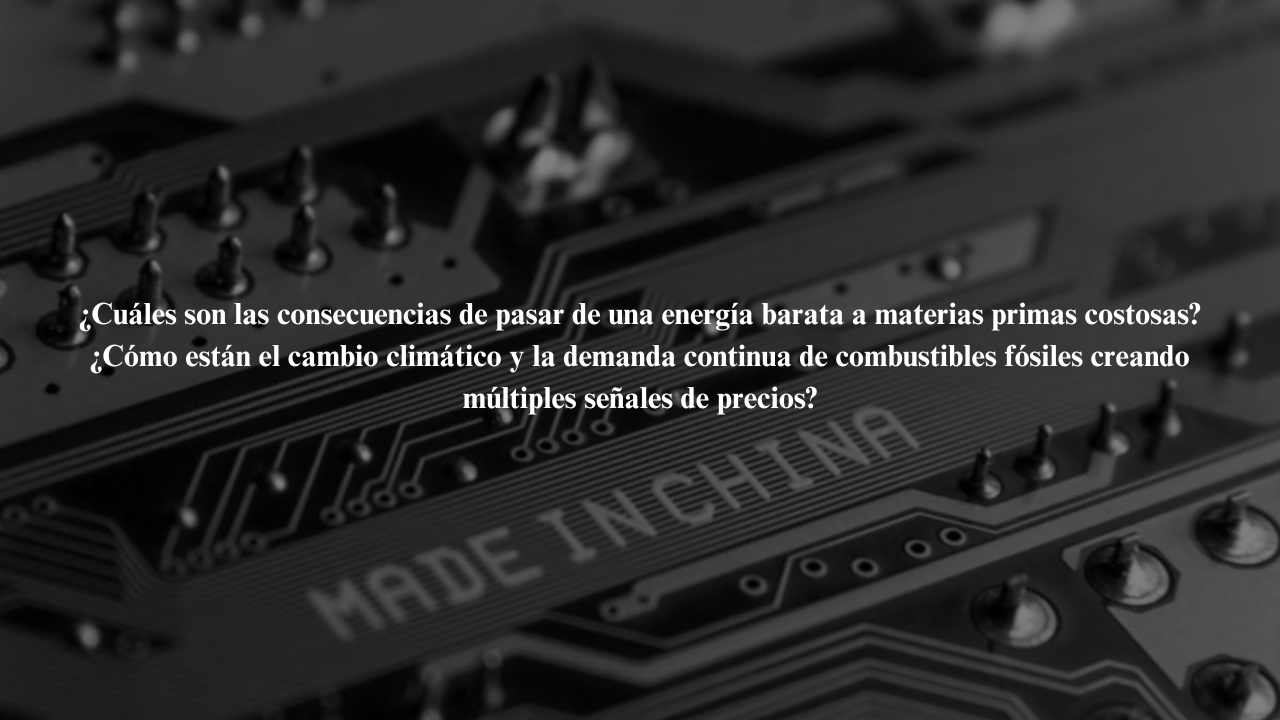 ¿Cuáles son las consecuencias de pasar de una energía barata a materias primas costosas?
¿Cómo están el cambio climático y la demanda continua de combustibles fósiles creando
múltiples señales de precios?
MADE IN CHINA